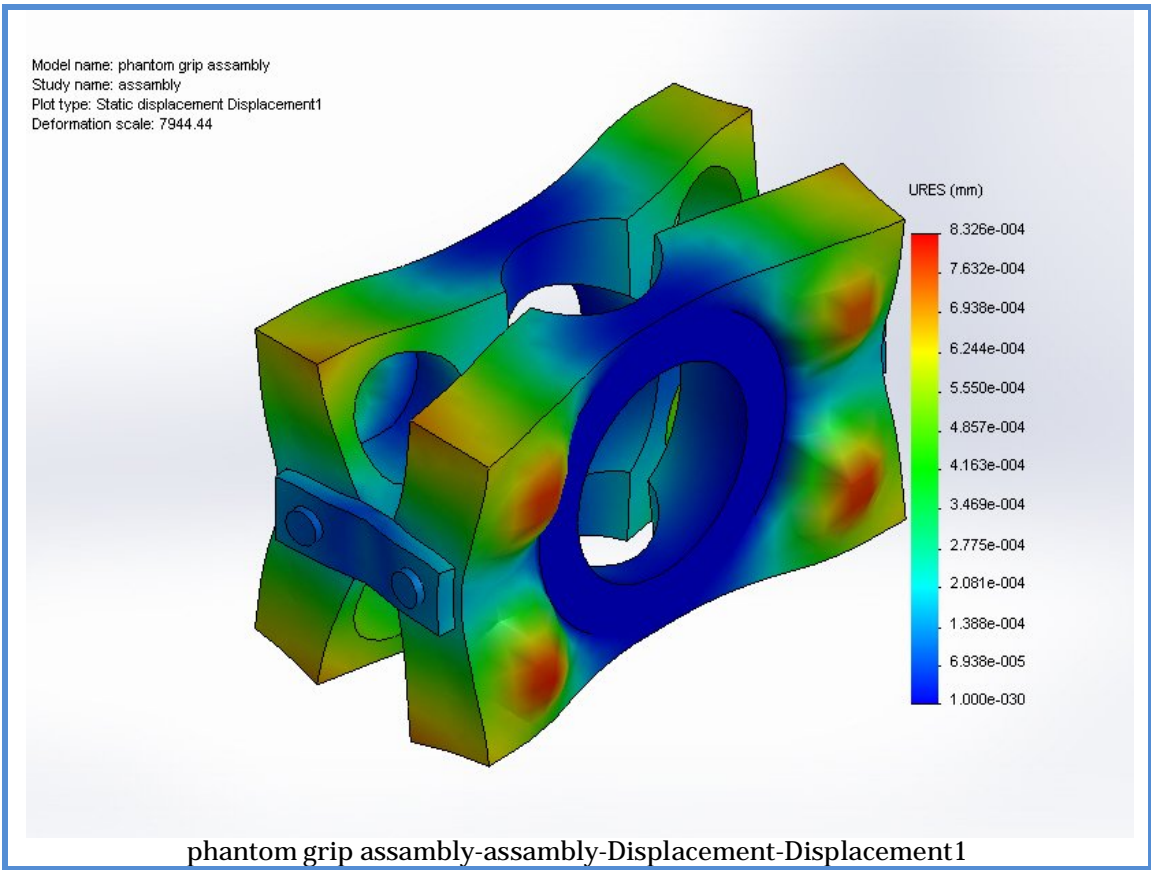 Model name: phantom grip assambly
Study name: assambly
Plot type: Static displacement Displacement1
Deformation scale: 7944.44
URES (mm)
8.326e-004
7.632e-004
6.938e-004
6.244e-004
5.550e-004
4.857e-004
4.163e-004
3.469e-004
2.775e-004
2.081e-004
1.388e-004
6.938e-005
1.000e-030
phantom grip assambly-assambly-Displacement-Displacement1